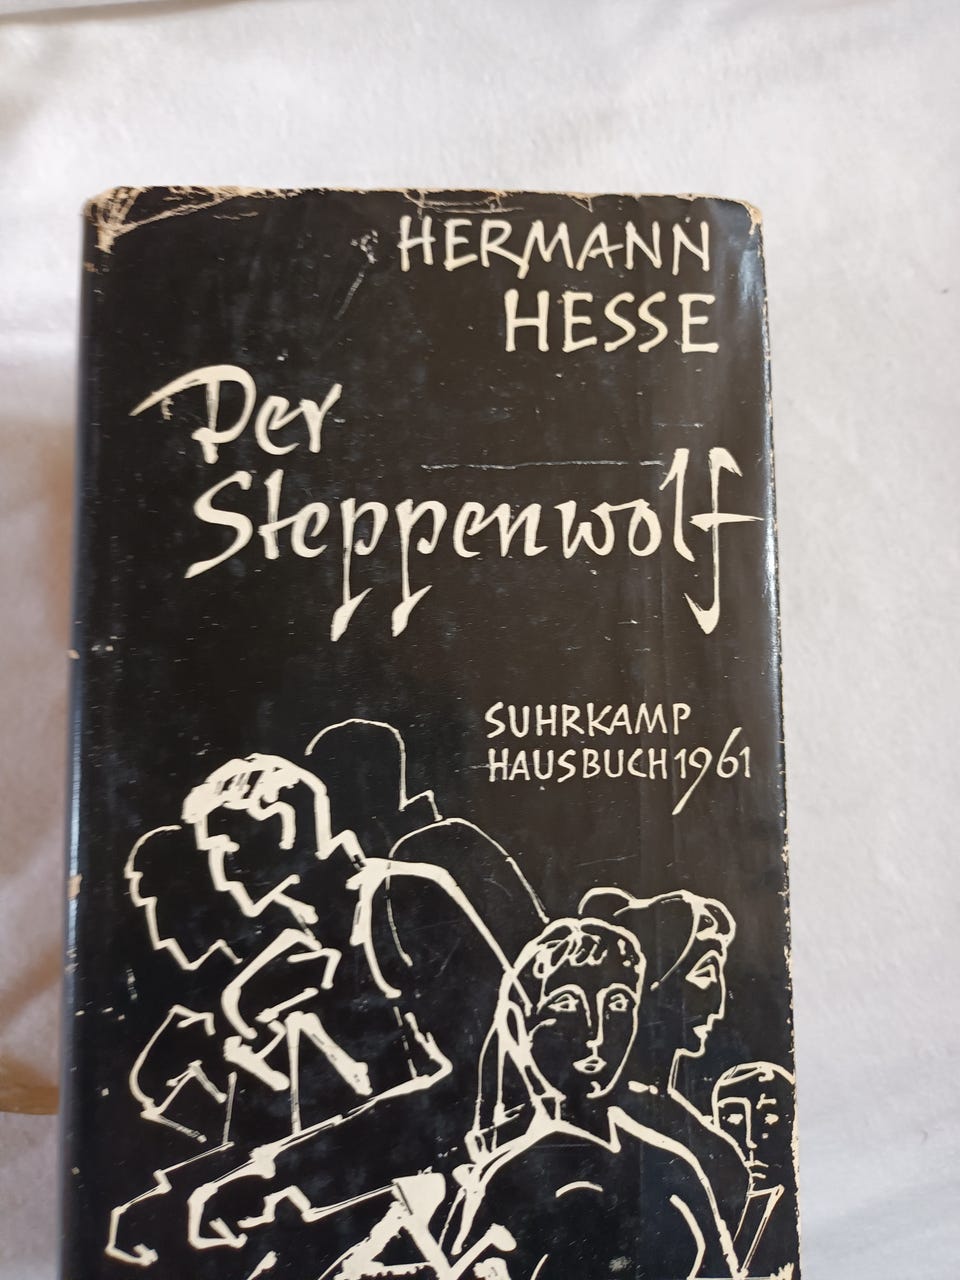 HERMANN
HESSE
Der
Steppenwolf
SUHRKAMP
HAUSBUCH 1961